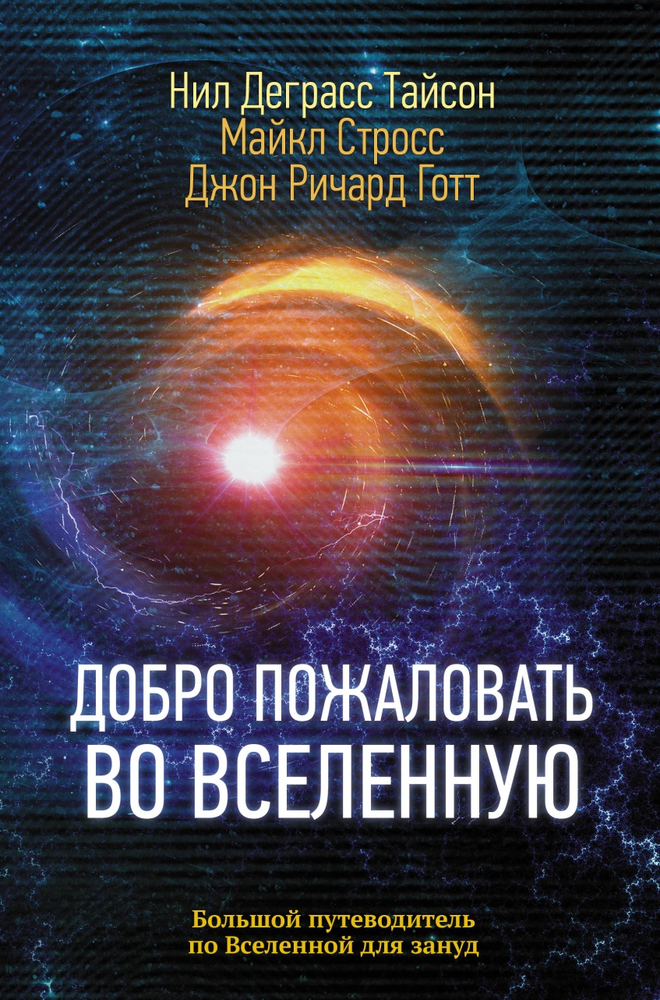 Нил Деграсс Тайсон
Майкл Стросс
Джон Ричард Готт
ДОБРО ПОЖАЛОВАТЬ
ВО ВСЕЛЕННУЮ
Большой путеводитель
по Вселенной для зануд